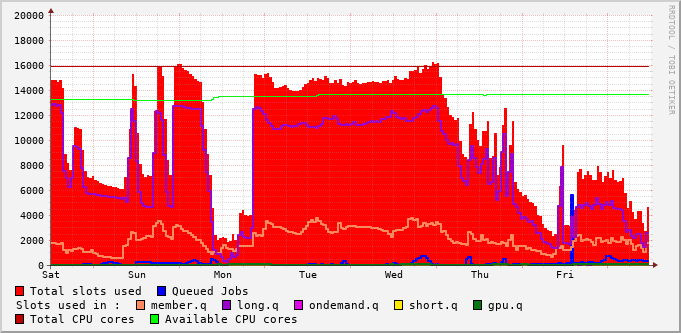 20000
18000
16000
14000
12000
10000
8000
6000
4000
2000
0
Sat Sun Mon Tue Wed Thu Fri
RRDTOOL / TOBI OETIKER
Total slots used Queued Jobs
Slots used in : member.q long.q ondemand.q short.q gpu.q
Total CPU cores Available CPU cores